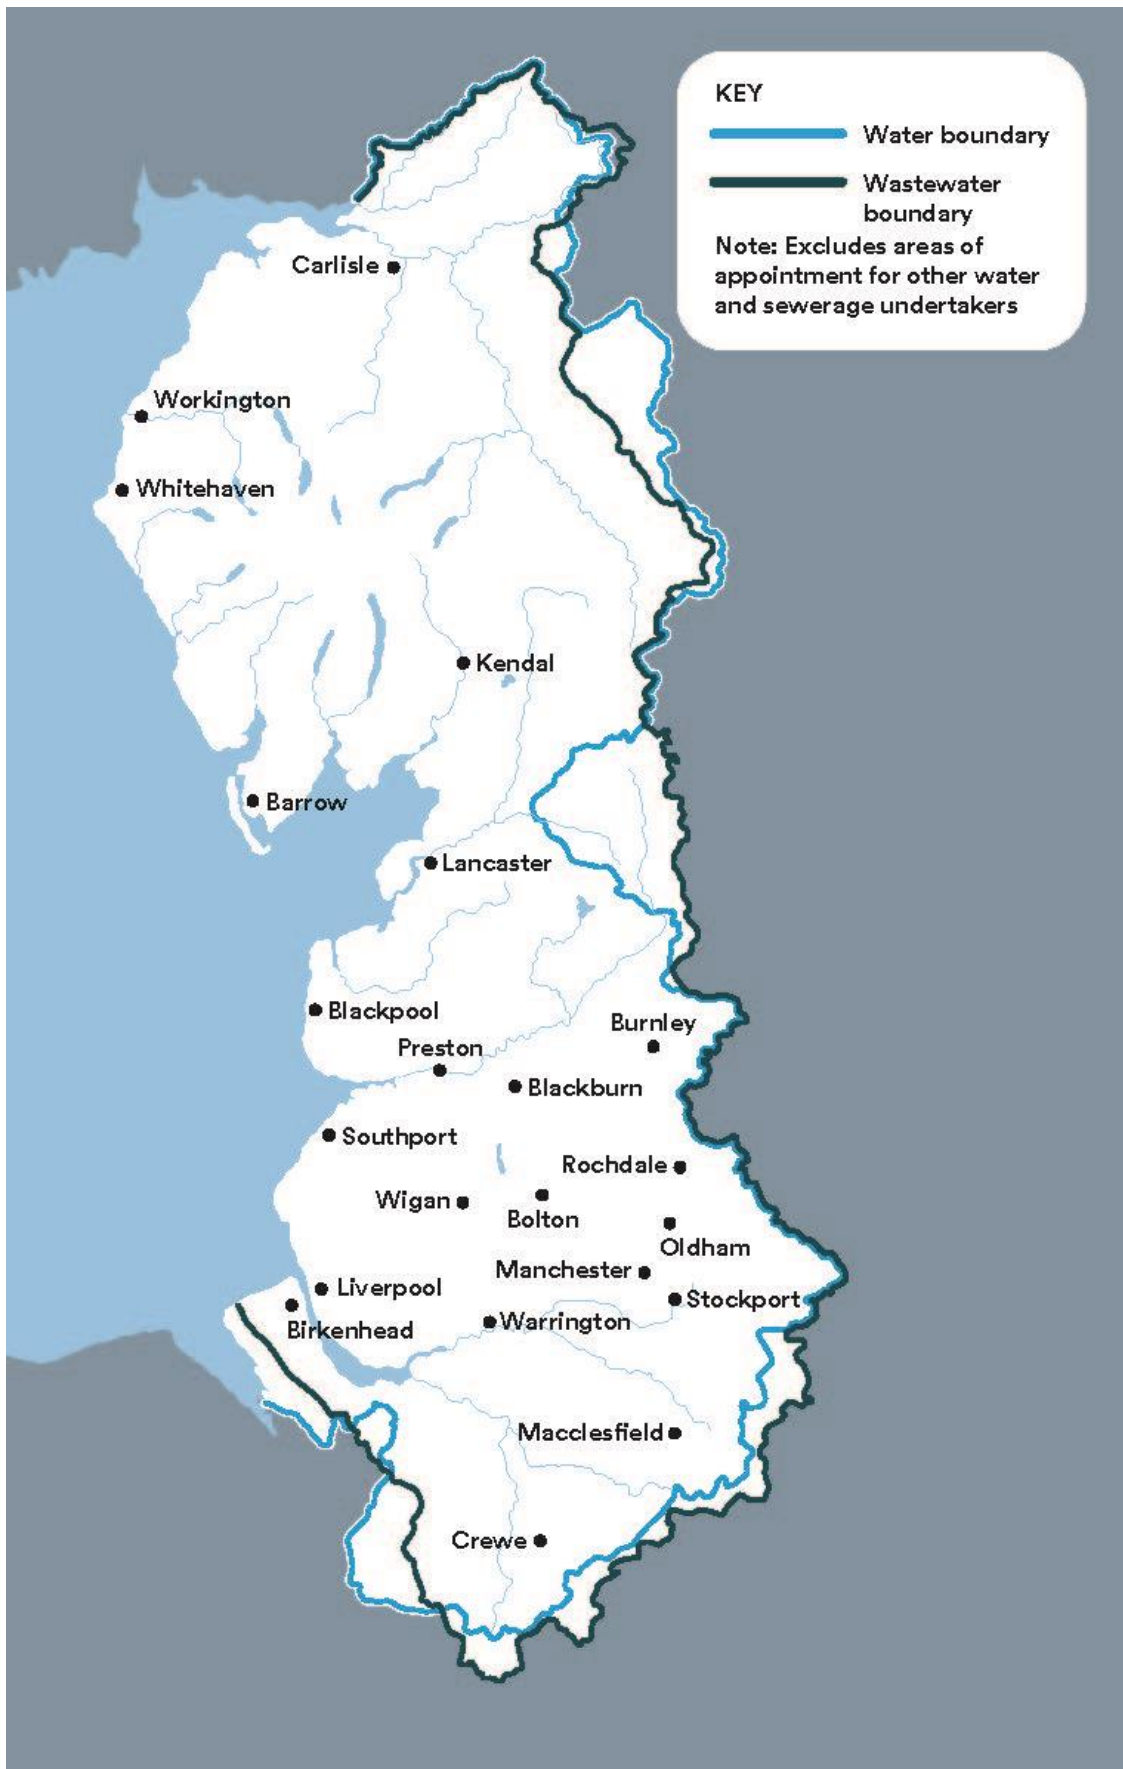 KEY
Water boundary
Wastewater
boundary
Note: Excludes areas of
appointment for other water
and sewerage undertakers
Carlisle
Workington
Whitehaven
Kendal
Barrow
Lancaster
Blackpool
Burnley
Preston
Blackburn
Southport
Rochdale
Wigan
Bolton
Oldham
Manchester
Liverpool
Stockport
Birkenhead
Warrington
Macclesfield
Crewe